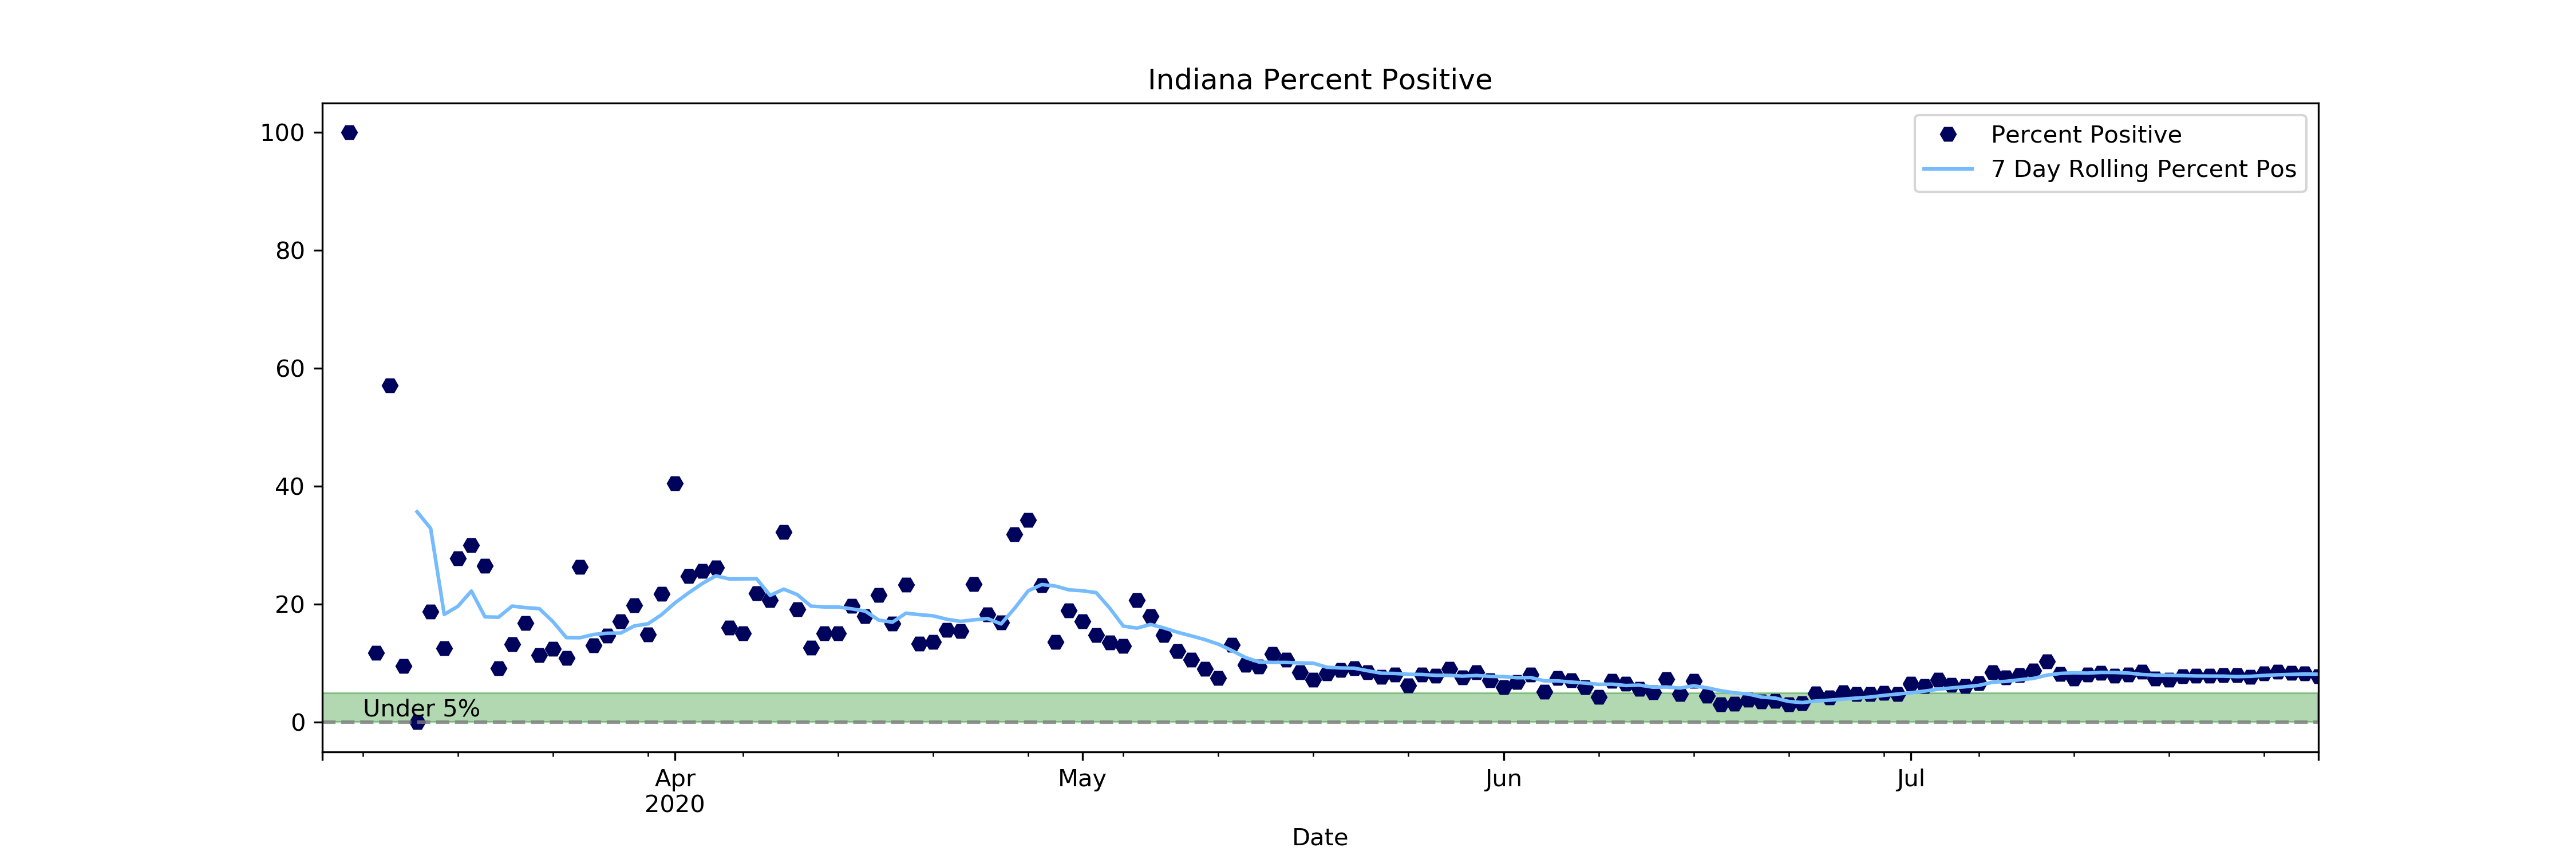 Indiana Percent Positive
100
80
60
40
20
0
Percent Positive
7 Day Rolling Percent Pos
Under 5%
Apr
2020
May
Jun
Jul
Date